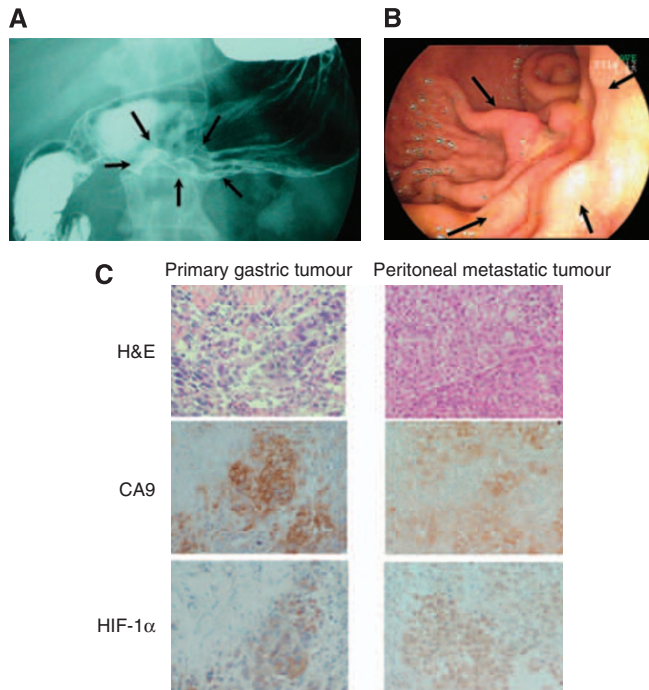 A
B
C
Primary gastric tumour
Peritoneal metastatic tumour
H&E
CA9
HIF-1α